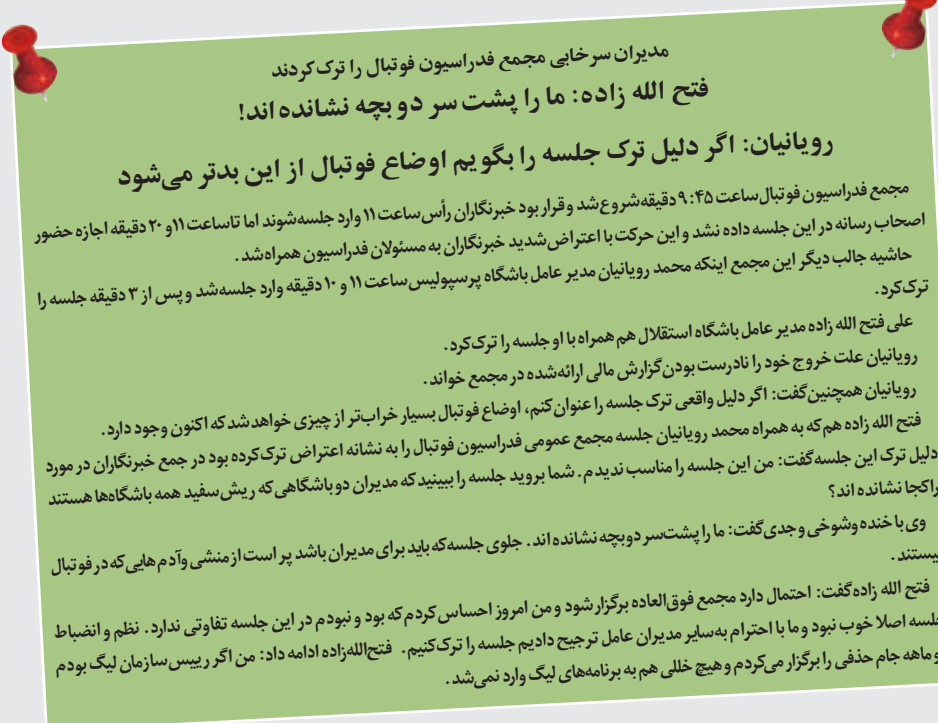 مدیران سرخابی مجمع فدراسیون فوتبال را ترک کردند
فتح الله زاده: ما را پشت سر دو بچه نشانده اند!
رویانیان: اگر دلیل ترک جلسه را بگویم اوضاع فوتبال از این بدتر می‌شود
مجمع فدراسیون فوتبال ساعت ۹:۴۵ دقیقه شروع شد و قرار بود خبرنگاران رأس ساعت ۱۱ وارد جلسه شوند اما تا ساعت ۱۱ و ۲۰ دقیقه اجازه حضور
اصحاب رسانه در این جلسه داده نشد و این حرکت با اعتراض شدید خبرنگاران به مسئولان فدراسیون همراه شد.
حاشیه جالب دیگر این مجمع اینکه محمد رویانیان مدیر عامل باشگاه پرسپولیس ساعت ۱۱ و ۱۰ دقیقه وارد جلسه شد و پس از ۳ دقیقه جلسه را
ترک کرد.
علی فتح الله زاده مدیر عامل باشگاه استقلال هم همراه با او جلسه را ترک کرد.
رویانیان علت خروج خود را نادرست بودن گزارش مالی ارائه شده در مجمع خواند.
رویانیان همچنین گفت: اگر دلیل واقعی ترک جلسه را عنوان کنم، اوضاع فوتبال بسیار خراب‌تر از چیزی خواهد شد که اکنون وجود دارد.
فتح الله زاده هم که به همراه محمد رویانیان جلسه مجمع عمومی فدراسیون فوتبال را به نشانه اعتراض ترک کرده بود در جمع خبرنگاران در مورد
دلیل ترک این جلسه گفت: من این جلسه را مناسب ندیدم. شما بروید جلسه را ببینید که مدیران دو باشگاهی که ریش سفید همه باشگاه‌ها هستند
را کجا نشانده اند؟
وی با خنده و شوخی و جدی گفت: ما را پشت سر دو بچه نشانده اند. جلوی جلسه که باید برای مدیران باشد پر است از منشی و آدم‌هایی که در فوتبال
نیستند.
فتح الله زاده گفت: احتمال دارد مجمع فوق‌العاده برگزار شود و من امروز احساس کردم که بود و نبودم در این جلسه تفاوتی ندارد. نظم و انضباط
جلسه اصلا خوب نبود و ما با احترام به سایر مدیران عامل ترجیح دادیم جلسه را ترک کنیم. فتح‌الله‌زاده ادامه داد: من اگر رییس سازمان لیگ بودم
ماهه جام حذفی را برگزار می‌کردم و هیچ خللی هم به برنامه‌های لیگ وارد نمی‌شد.